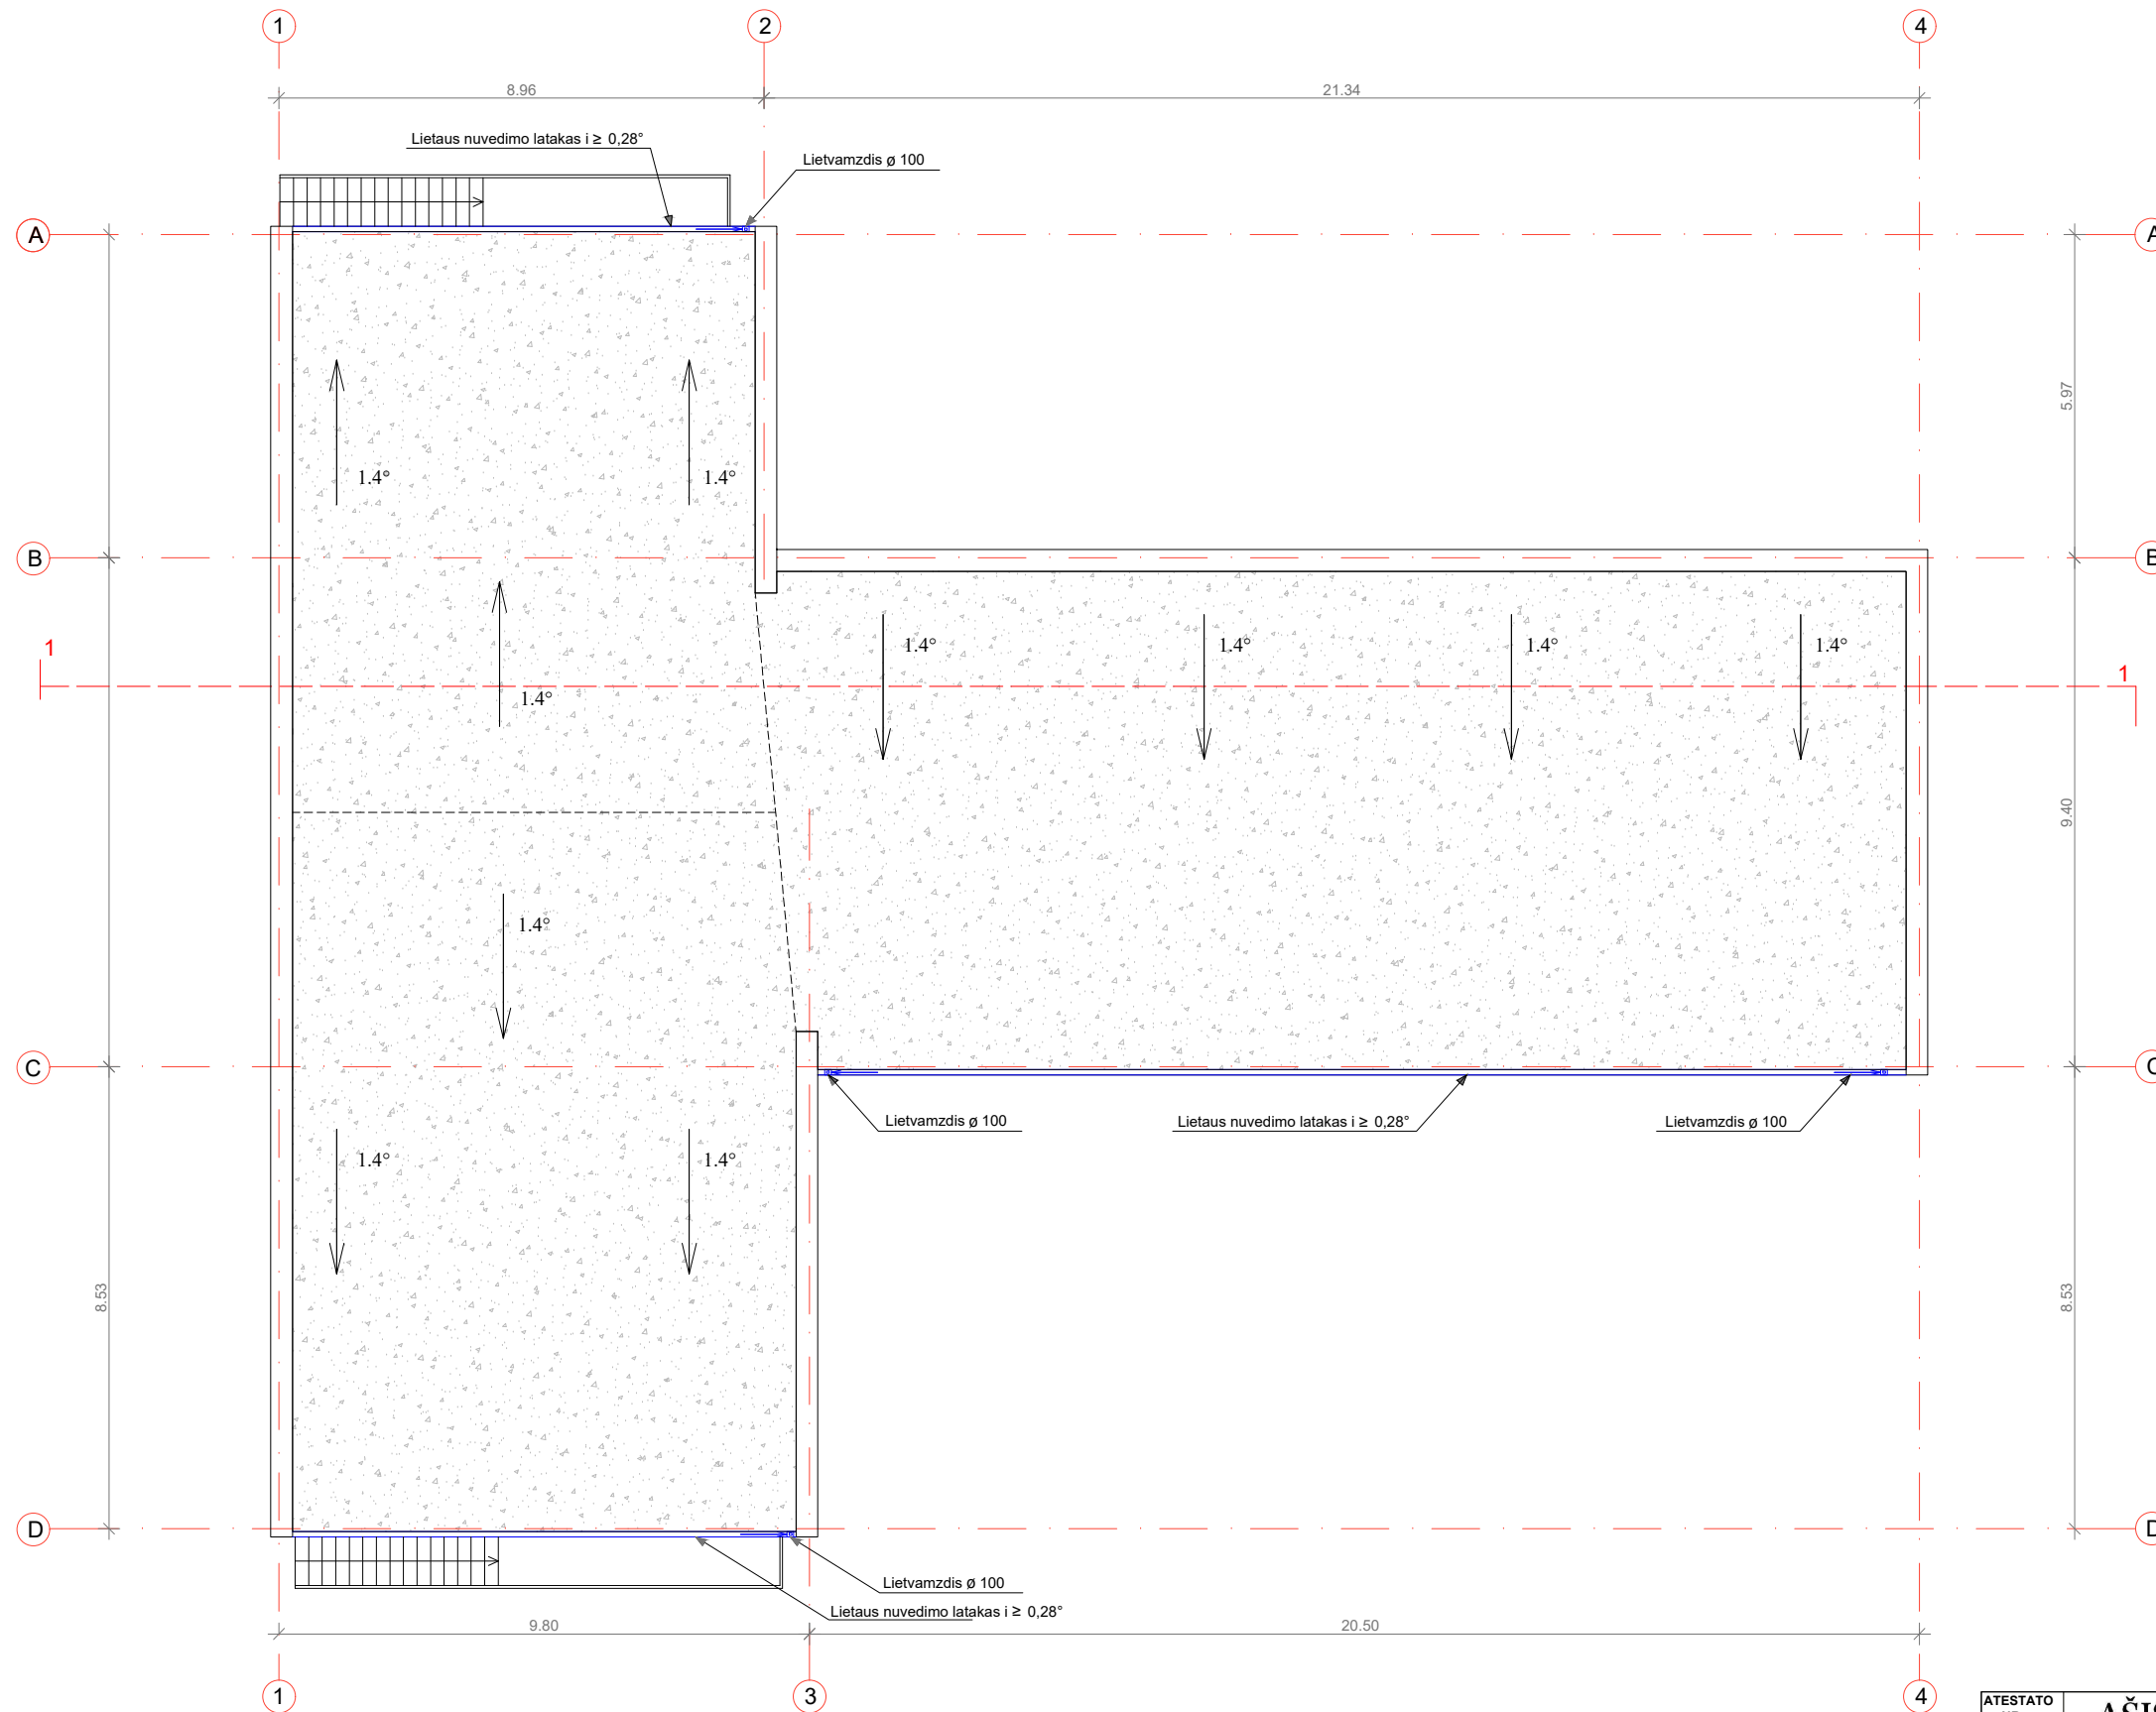 1
2
4
8.96
21.34
Lietaus nuvedimo latakas i ≥ 0,28°
Lietvamzdis ø 100
A
A
5.97
1.4°
1.4°
B
B
1
1.4°
1.4°
1.4°
1.4°
1
1.4°
9.40
1.4°
C
C
Lietvamzdis ø 100
Lietaus nuvedimo latakas i ≥ 0,28°
Lietvamzdis ø 100
1.4°
1.4°
8.53
8.53
D
D
Lietvamzdis ø 100
Lietaus nuvedimo latakas i ≥ 0,28°
9.80
20.50
1
3
4
ATESTATO